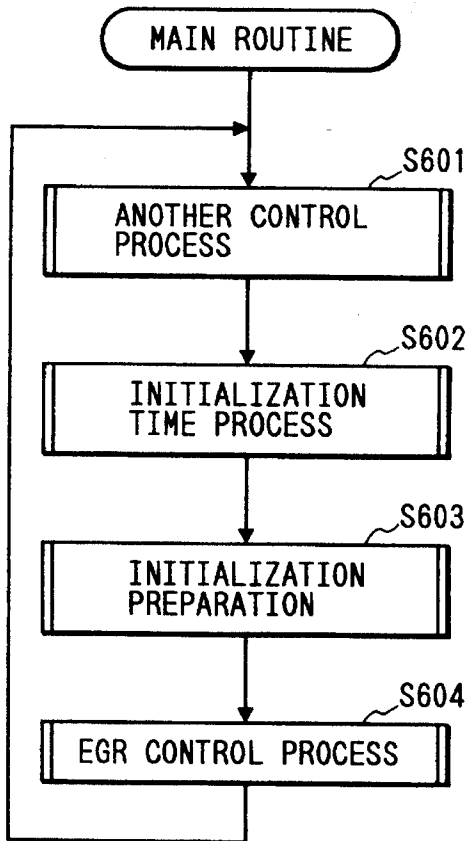 MAIN ROUTINE
S601
ANOTHER CONTROL
PROCESS
S602
INITIALIZATION
TIME PROCESS
S603
INITIALIZATION
PREPARATION
S604
EGR CONTROL PROCESS